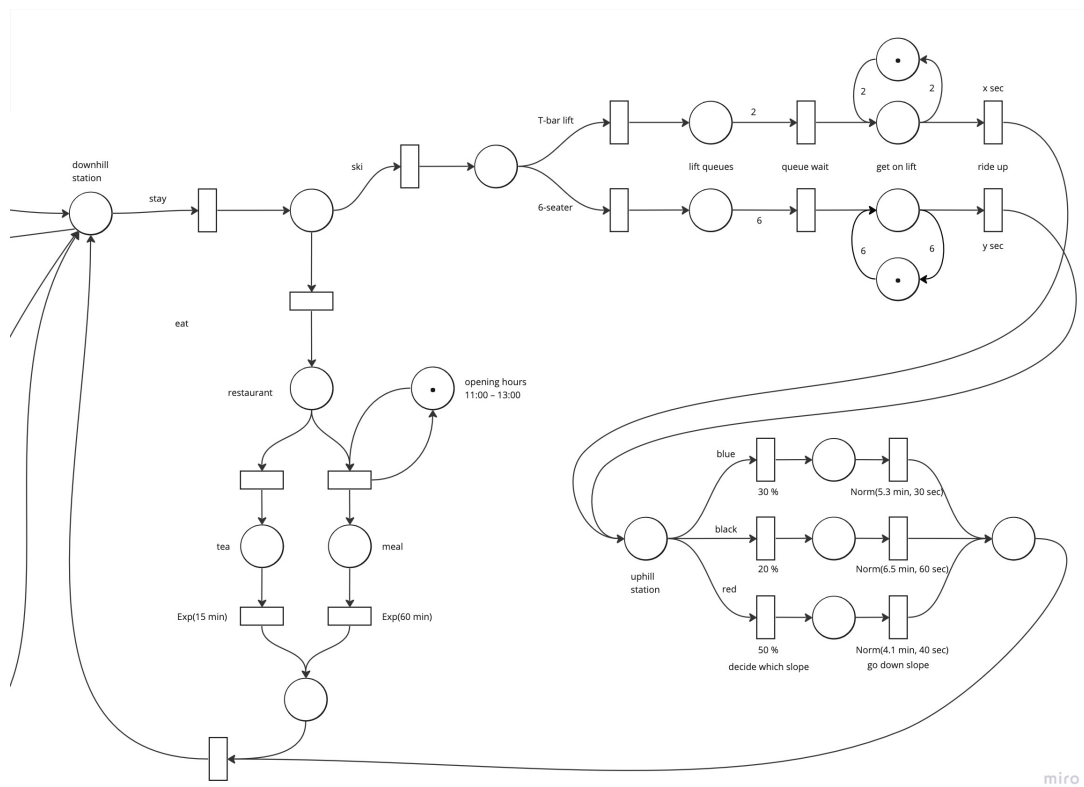 x sec
2
2
T-bar lift
2
downhill
station
ski
lift queues
queue wait
get on lift
ride up
stay
6-seater
6
6
6
y sec
eat
restaurant
opening hours
11:00 – 13:00
blue
30 %
Norm(5.3 min, 30 sec)
black
tea
meal
20 %
Norm(6.5 min, 60 sec)
uphill
station
red
Exp(15 min)
Exp(60 min)
50 %
Norm(4.1 min, 40 sec)
decide which slope
go down slope
miro